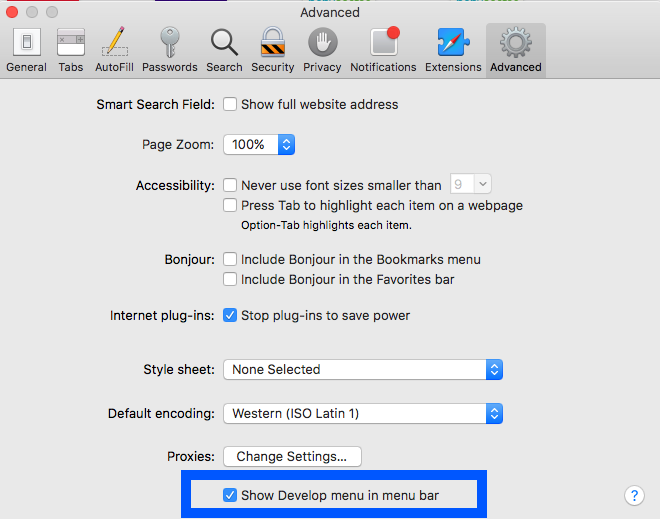 Advanced
General Tabs AutoFill Passwords Search Security Privacy Notifications Extensions Advanced
Smart Search Field: Show full website address
Page Zoom: 100%
Accessibility: Never use font sizes smaller than 9
Press Tab to highlight each item on a webpage
Option-Tab highlights each item.
Bonjour: Include Bonjour in the Bookmarks menu
Include Bonjour in the Favorites bar
Internet plug-ins: Stop plug-ins to save power
Style sheet: None Selected
Default encoding: Western (ISO Latin 1)
Proxies: Change Settings...
Show Develop menu in menu bar
?